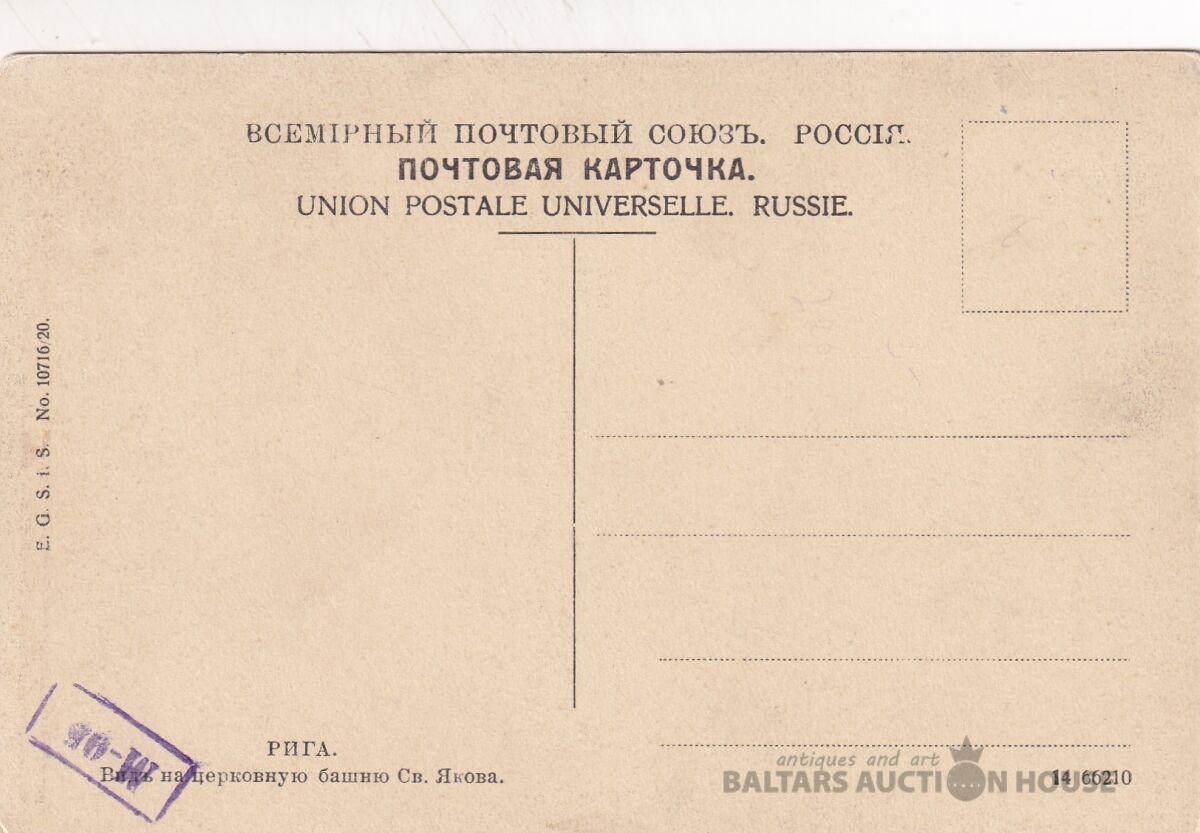 ВСЕМІРНЫЙ ПОЧТОВЫЙ СОЮЗЪ. РОССІЯ.
ПОЧТОВАЯ КАРТОЧКА.
UNION POSTALE UNIVERSELLE. RUSSIE.
E. G. S. i. S. No. 10716/20.
РИГА.
Видъ на церковную башню Св. Якова.
antiques and art
BALTARS AUCTION HOUSE
14 66210